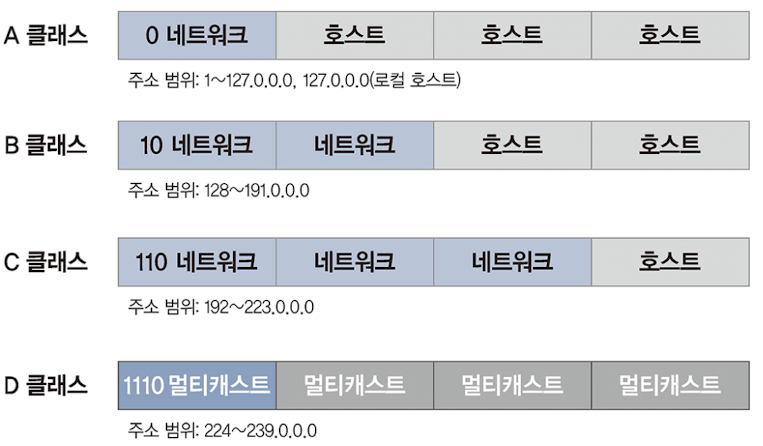 A 클래스 0 네트워크 호스트 호스트 호스트
주소 범위: 1~127.0.0.0, 127.0.0.0(로컬 호스트)
B 클래스 10 네트워크 네트워크 호스트 호스트
주소 범위: 128~191.0.0.0
C 클래스 110 네트워크 네트워크 네트워크 호스트
주소 범위: 192~223.0.0.0
D 클래스 1110 멀티캐스트 멀티캐스트 멀티캐스트 멀티캐스트
주소 범위: 224~239.0.0.0